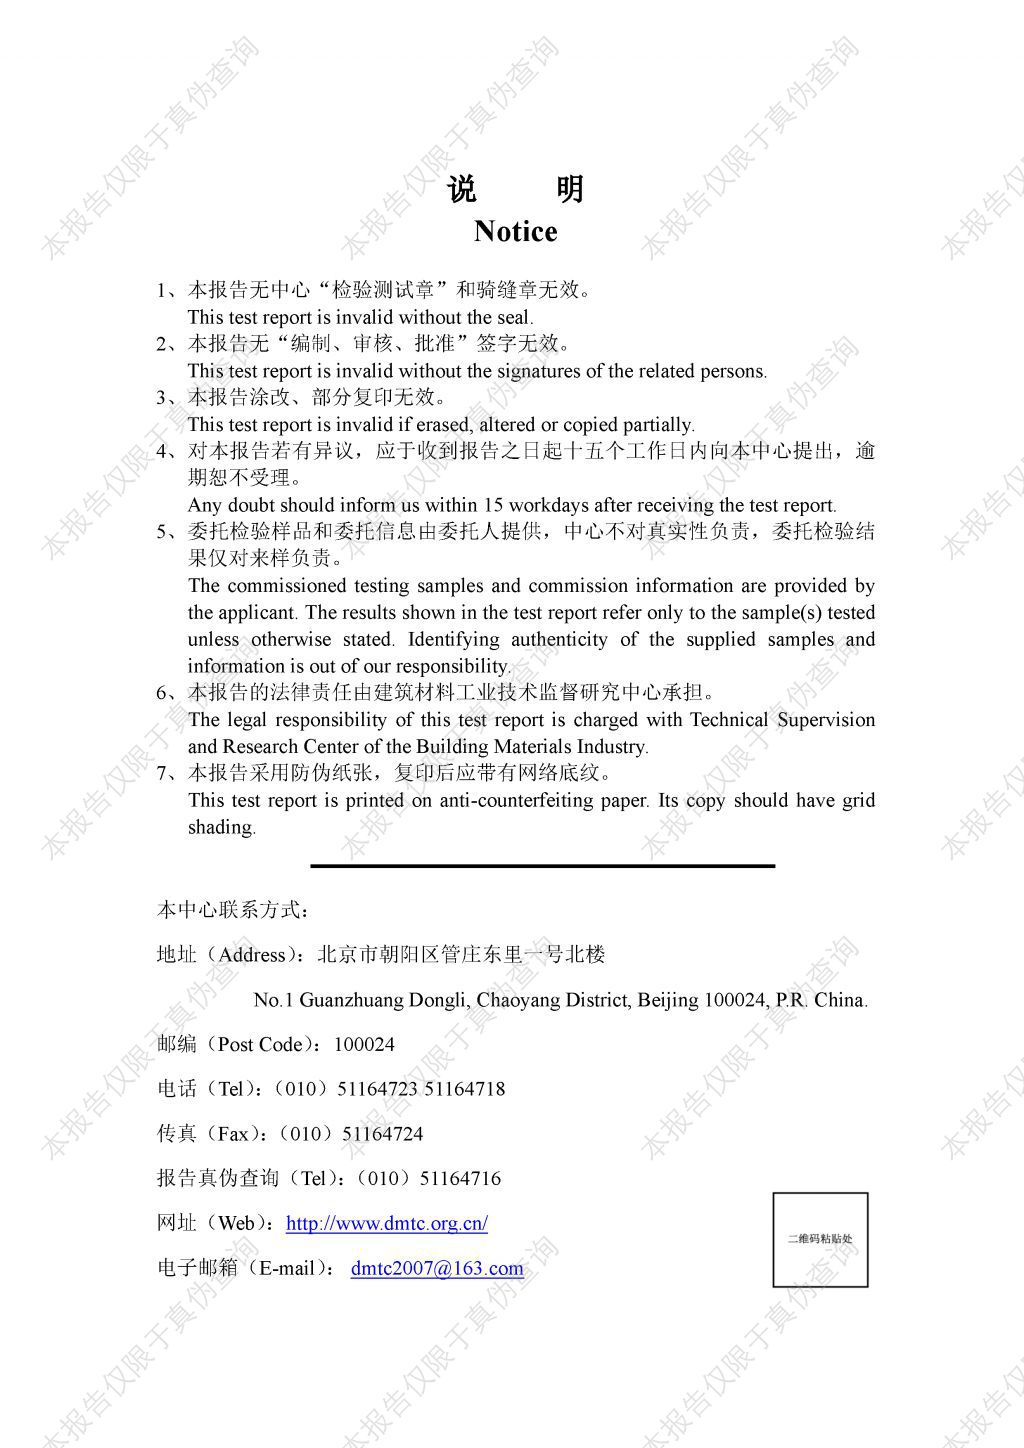 说 明
Notice
1、本报告无中心“检验测试章”和骑缝章无效。
This test report is invalid without the seal.
2、本报告无“编制、审核、批准”签字无效。
This test report is invalid without the signatures of the related persons.
3、本报告涂改、部分复印无效。
This test report is invalid if erased, altered or copied partially.
4、对本报告若有异议，应于收到报告之日起十五个工作日内向本中心提出，逾
期恕不受理。
Any doubt should inform us within 15 workdays after receiving the test report.
5、委托检验样品和委托信息由委托人提供，中心不对真实性负责，委托检验结
果仅对来样负责。
The commissioned testing samples and commission information are provided by
the applicant. The results shown in the test report refer only to the sample(s) tested
unless otherwise stated. Identifying authenticity of the supplied samples and
information is out of our responsibility.
6、本报告的法律责任由建筑材料工业技术监督研究中心承担。
The legal responsibility of this test report is charged with Technical Supervision
and Research Center of the Building Materials Industry.
7、本报告采用防伪纸张，复印后应带有网络底纹。
This test report is printed on anti-counterfeiting paper. Its copy should have grid
shading.
本中心联系方式：
地址（Address）：北京市朝阳区管庄东里一号北楼
No.1 Guanzhuang Dongli, Chaoyang District, Beijing 100024, P.R. China.
邮编（Post Code）：100024
电话（Tel）：（010）51164723 51164718
传真（Fax）：（010）51164724
报告真伪查询（Tel）：（010）51164716
网址（Web）：http://www.dmtc.org.cn/
电子邮箱（E-mail）： dmtc2007@163.com
二维码粘贴处
本报告仅限于真伪查询